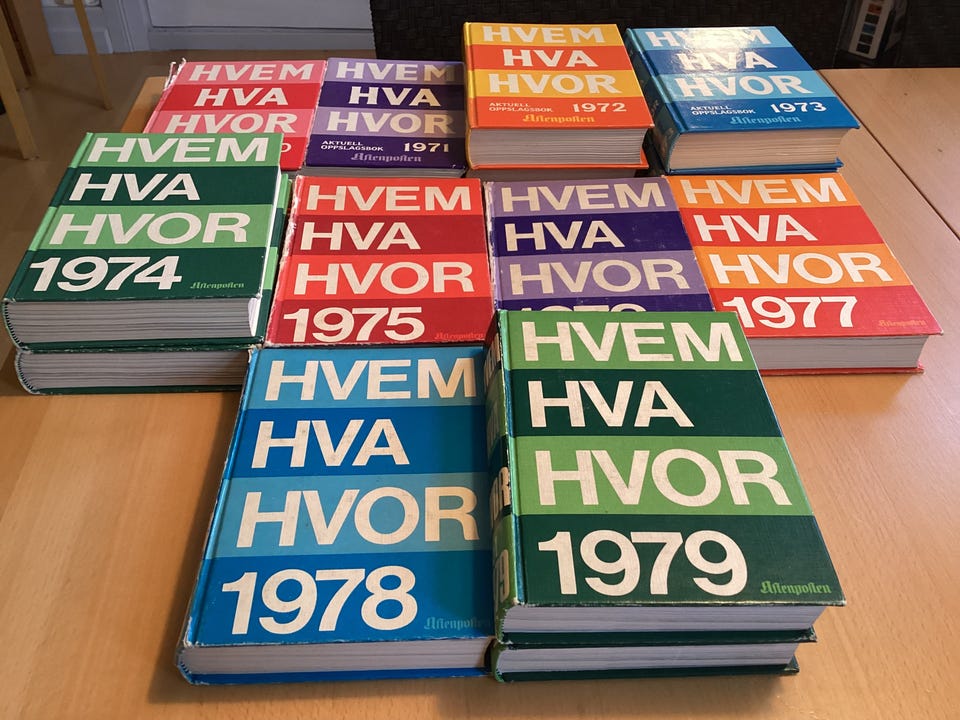 HVEM
HVA
HVOR
HVEM
HVA
HVOR
AKTUELL
OPPSLAGSBOK 1971
Aftenposten
HVEM
HVA
HVOR
AKTUELL
OPPSLAGSBOK 1972
Aftenposten
HVEM
HVA
HVOR
AKTUELL
OPPSLAGSBOK 1973
Aftenposten
HVEM
HVA
HVOR
1974
Aftenposten
HVEM
HVA
HVOR
1975
Aftenposten
HVEM
HVA
HVOR
HVEM
HVA
HVOR
1977
Aftenposten
HVEM
HVA
HVOR
1978
Aftenposten
HVEM
HVA
HVOR
1979
Aftenposten